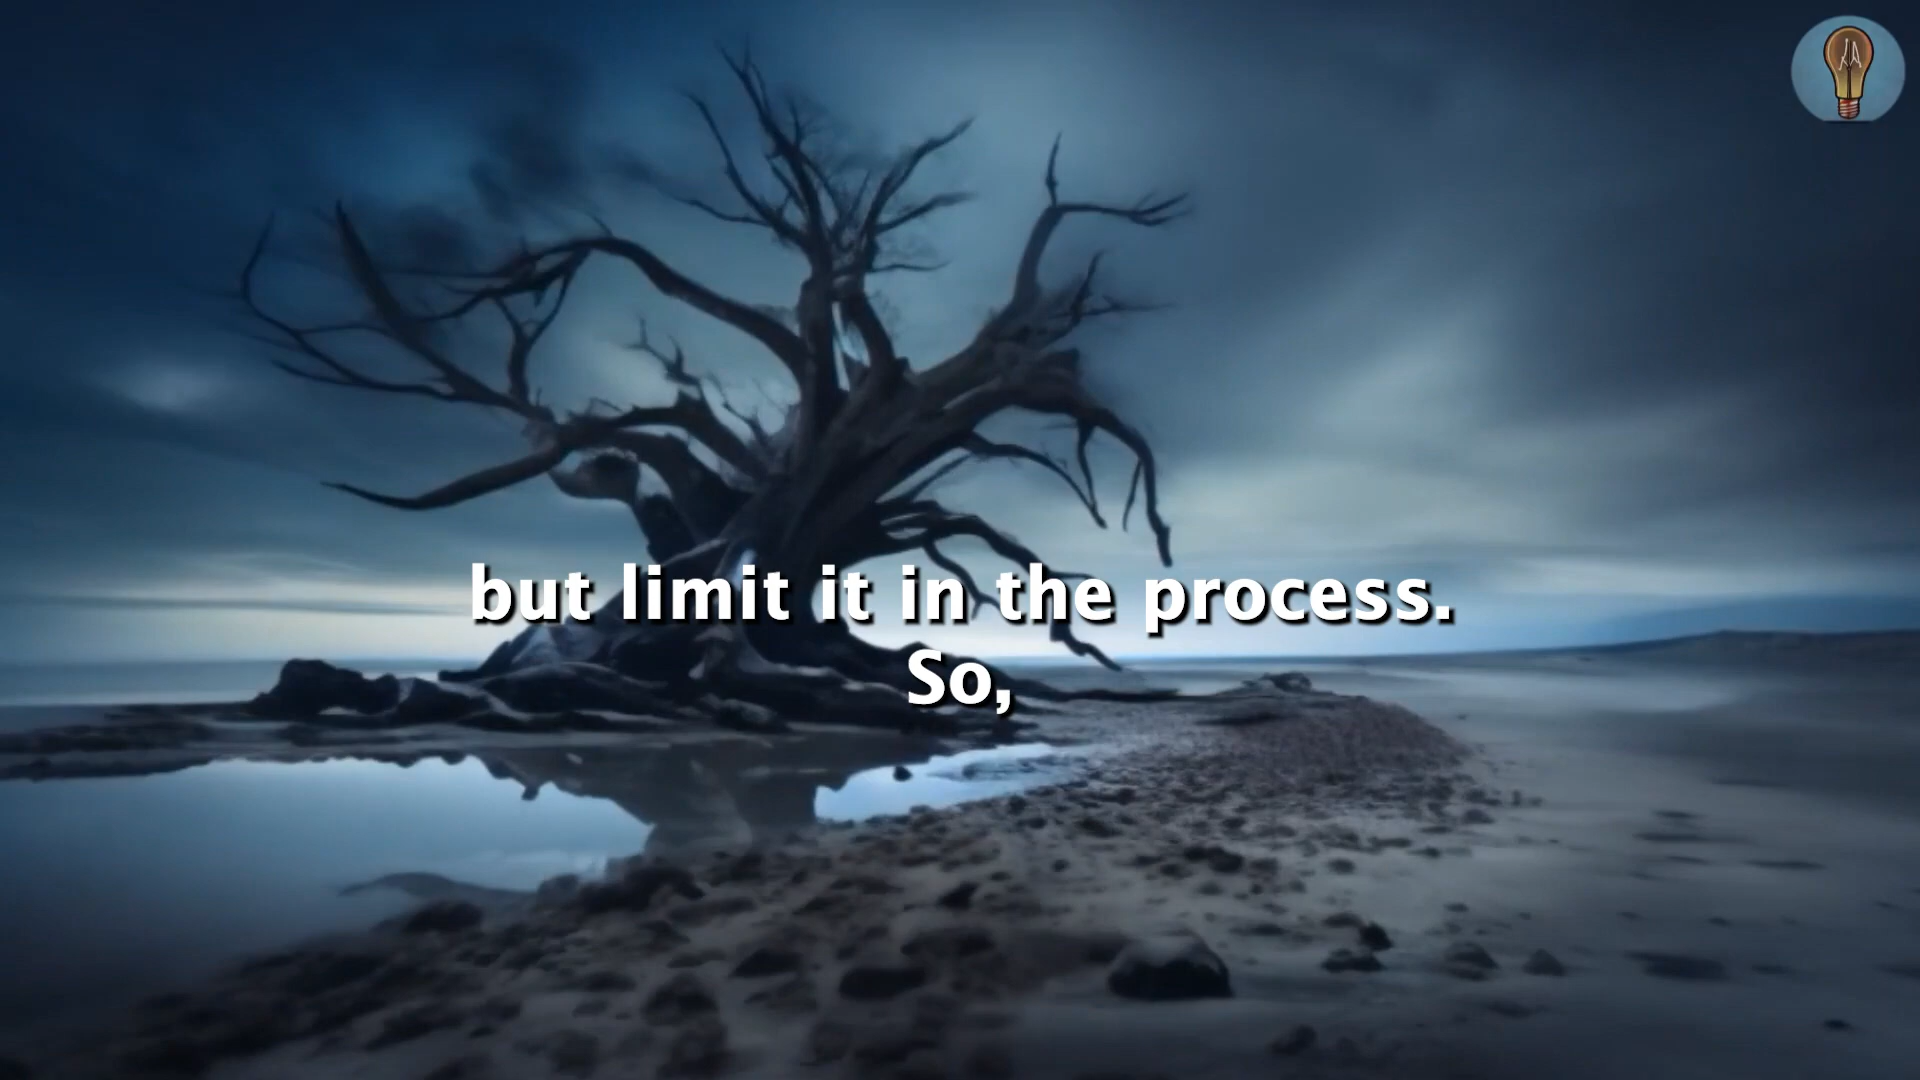 but limit it in the process.
So,